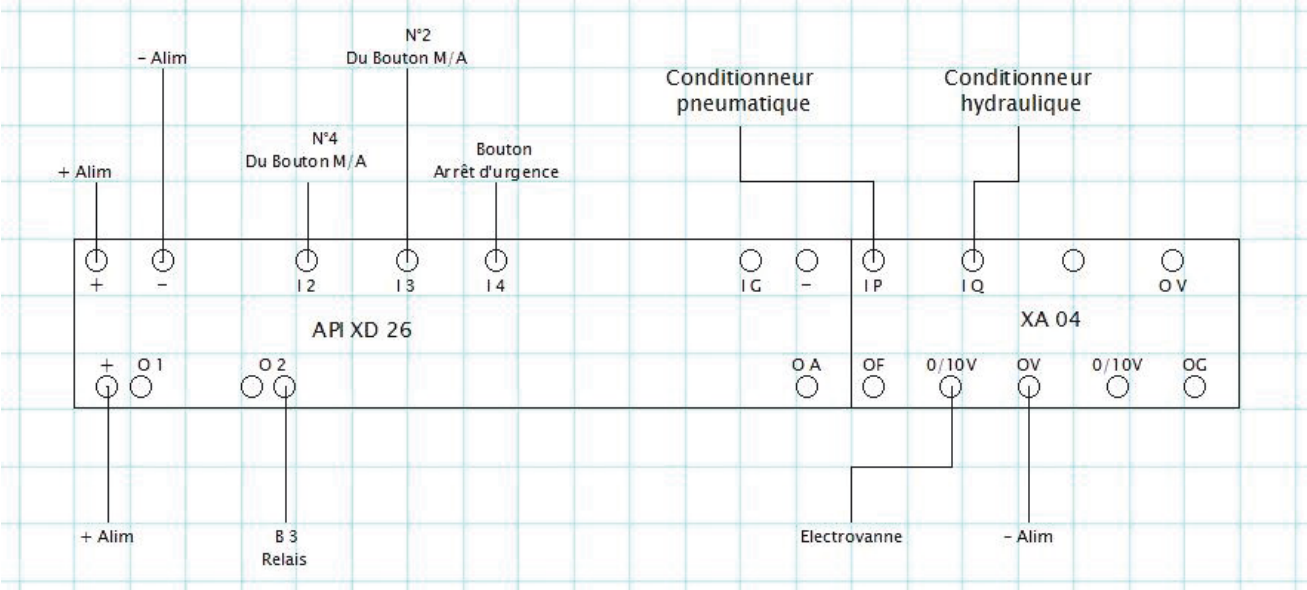 N°2
Du Bouton M/A
- Alim
N°4
Du Bouton M/A
+ Alim
Bouton
Arrêt d'urgence
Conditionneur
pneumatique
Conditionneur
hydraulique
+ - I 2 I 3 I 4 I G - I P I Q O V
API XD 26
XA 04
+ O 1 O 2 O A OF 0/10V OV 0/10V OG
+ Alim
B 3
Relais
Electrovanne
- Alim